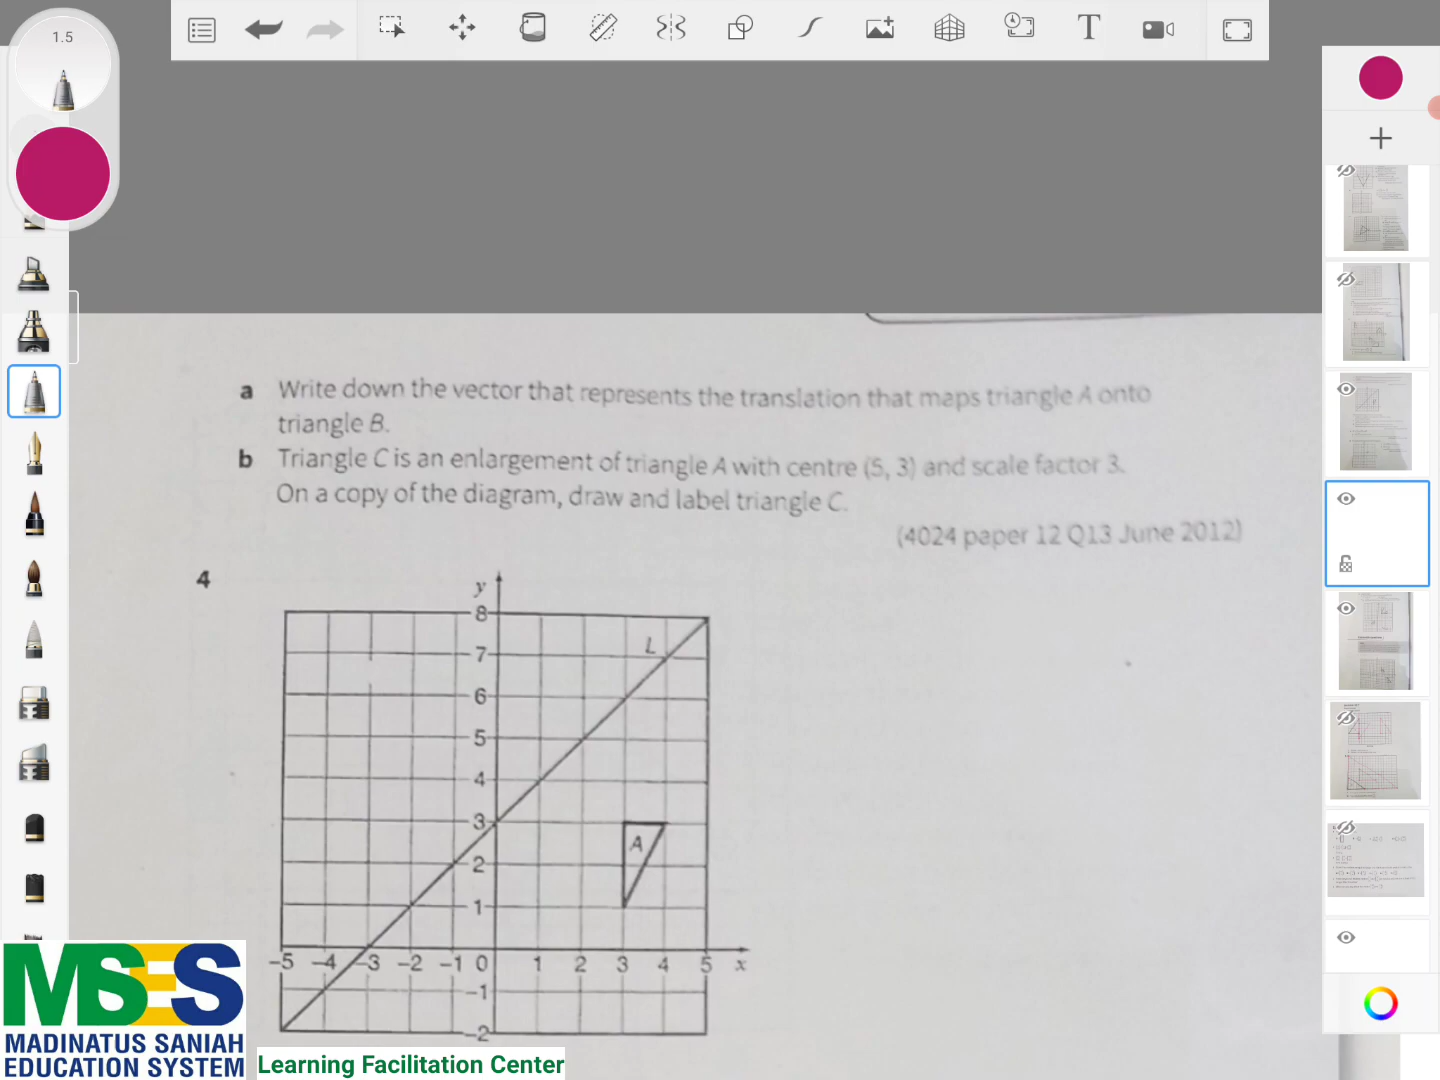 1.5
T
a Write down the vector that represents the translation that maps triangle A onto
triangle B.
b Triangle C is an enlargement of triangle A with centre (5, 3) and scale factor 3.
On a copy of the diagram, draw and label triangle C.
(4024 paper 12 Q13 June 2012)
4
y
8
L
7
6
5
4
3
A
2
1
-5 -4 -3 -2 -1 0 1 2 3 4 5 x
-1
-2
MSES
MADINATUS SANIAH
EDUCATION SYSTEM
Learning Facilitation Center